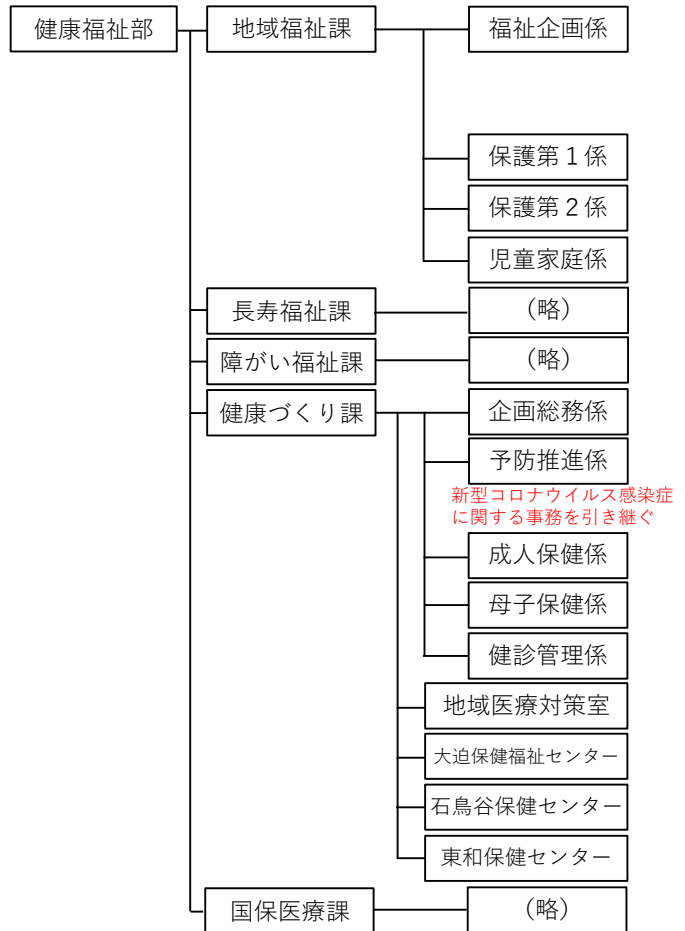 健康福祉部
地域福祉課
福祉企画係
保護第１係
保護第２係
児童家庭係
長寿福祉課
（略）
障がい福祉課
（略）
健康づくり課
企画総務係
予防推進係
新型コロナウイルス感染症
に関する事務を引き継ぐ
成人保健係
母子保健係
健診管理係
地域医療対策室
大迫保健福祉センター
石鳥谷保健センター
東和保健センター
国保医療課
（略）